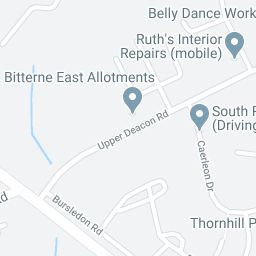 Belly Dance Work
Ruth's Interior
Repairs (mobile)
Bitterne East Allotments
South
(Driving
Upper Deacon Rd
Caerleon Dr
Rd
Bursledon Rd
Thornhill P